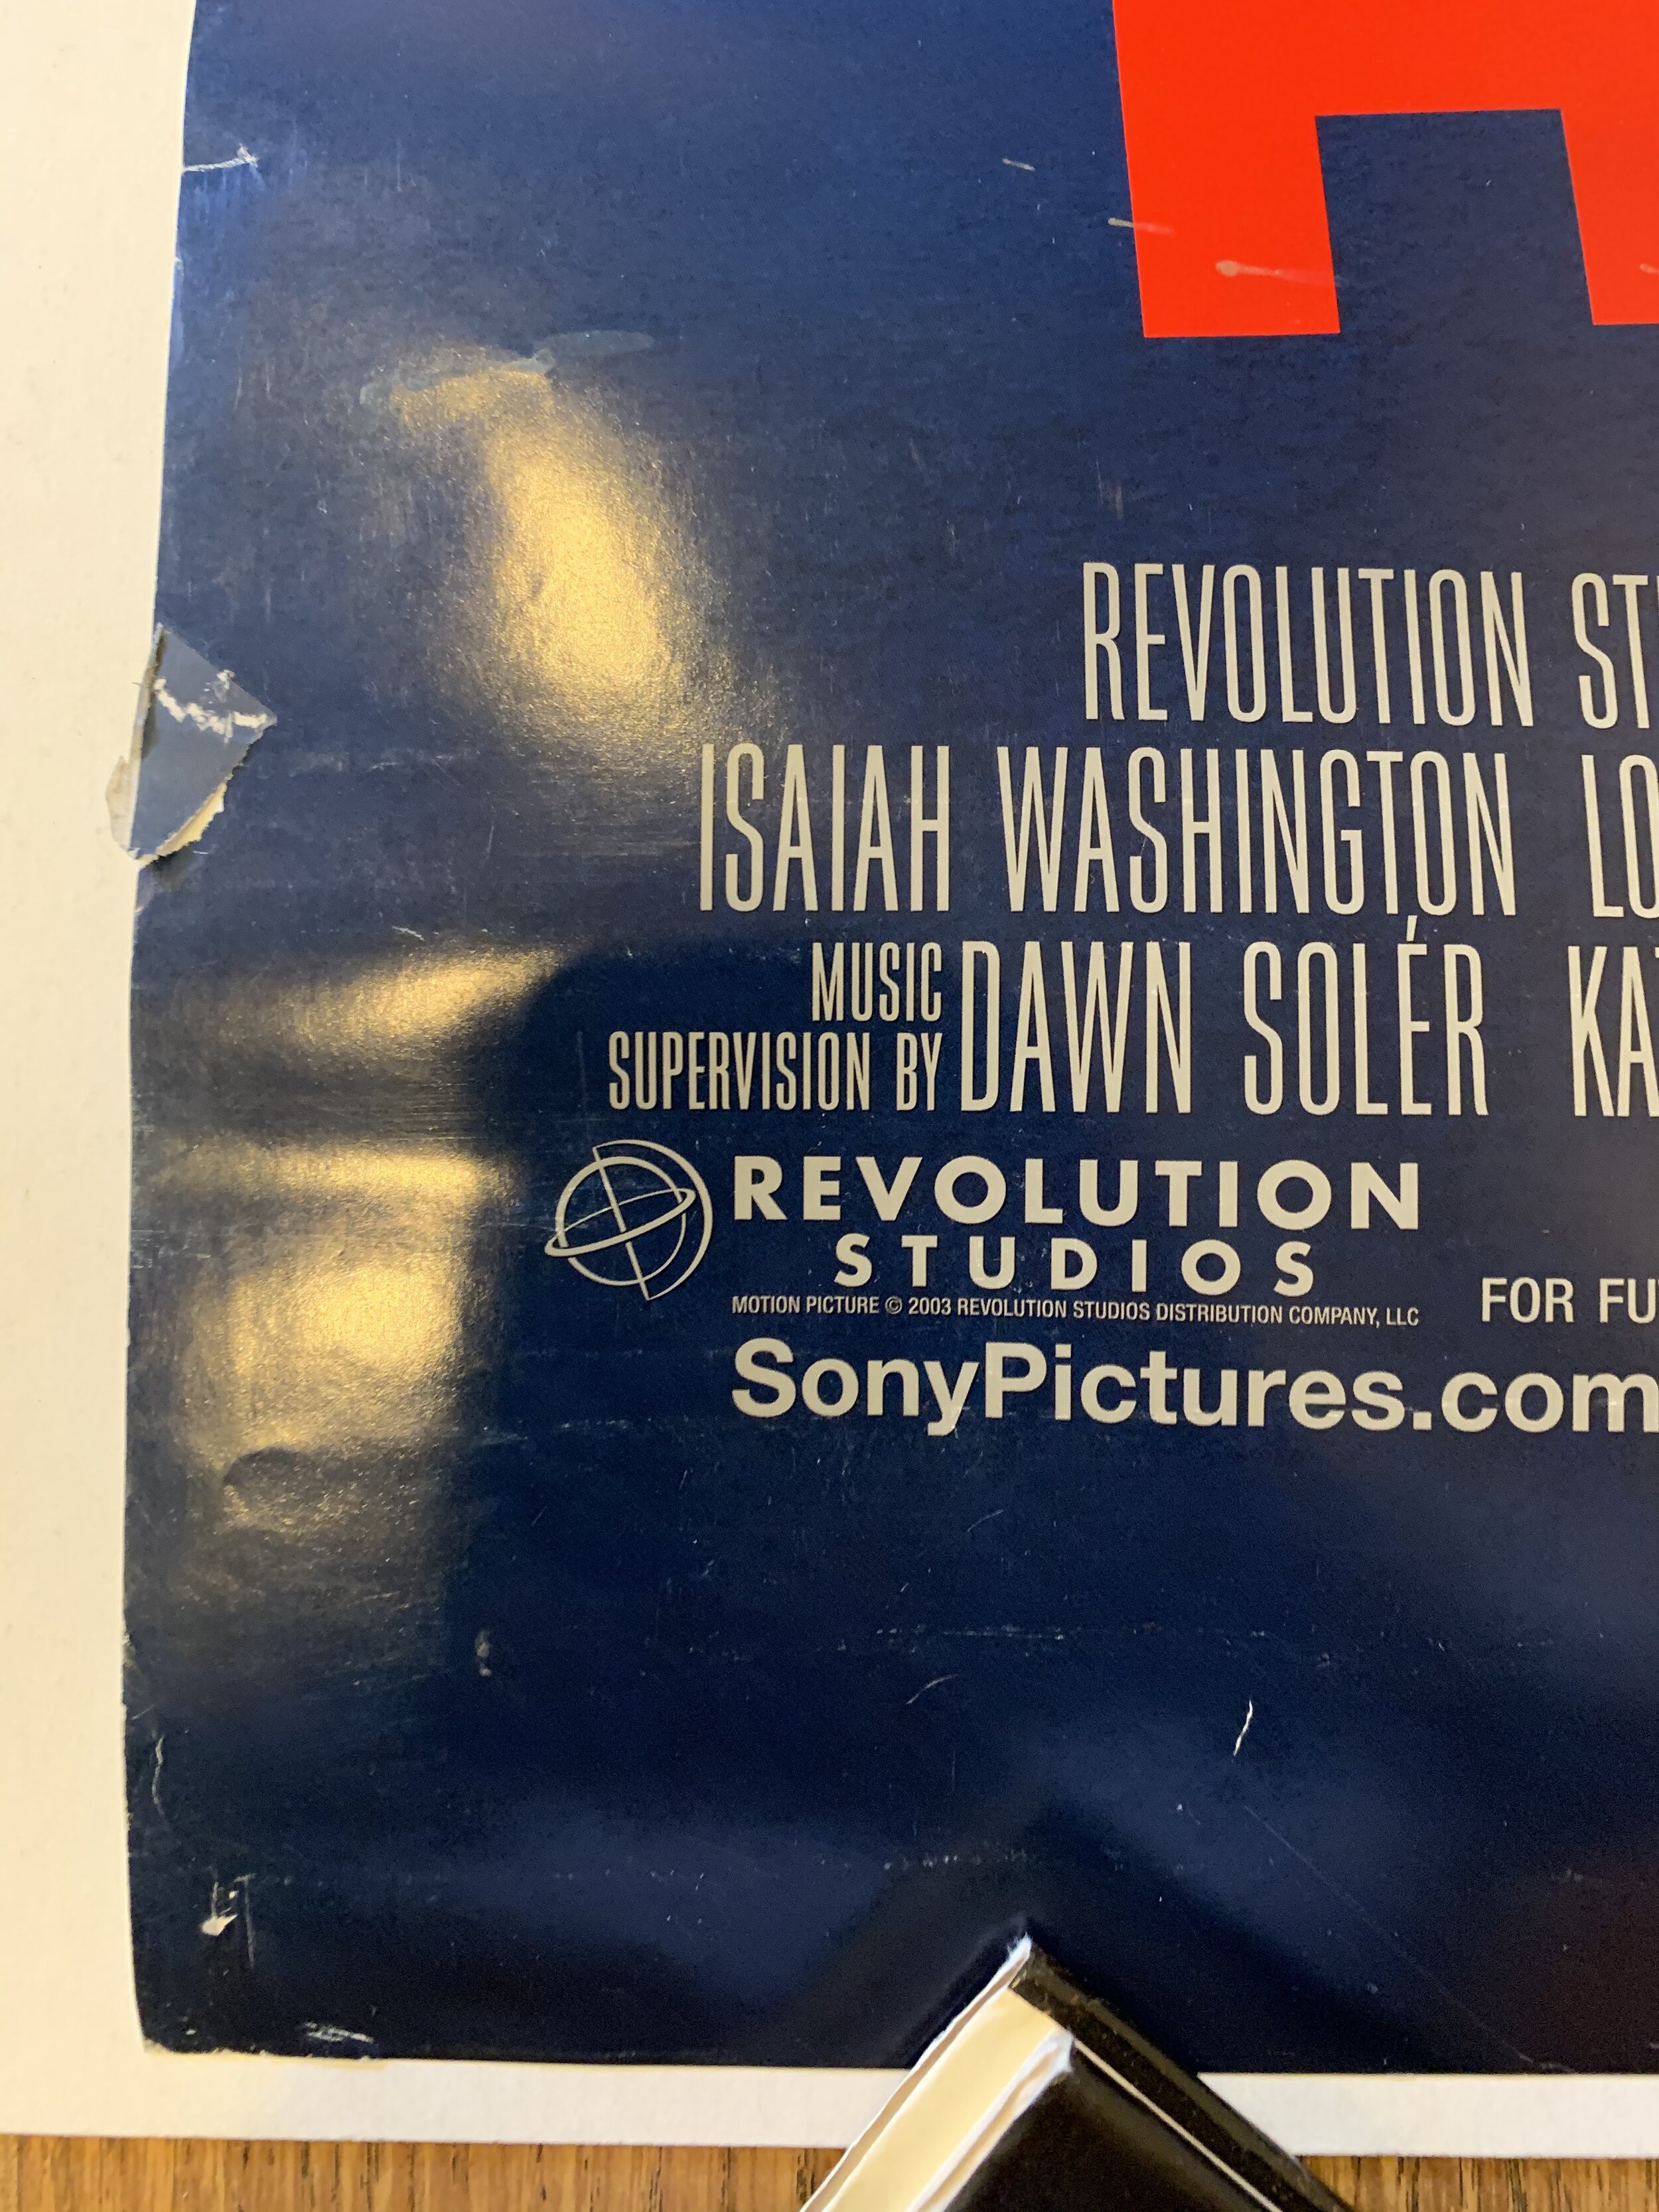 REVOLUTION
ISAIAH WASHINGTON
MUSIC
SUPERVISION BY DAWN SOLÉR
REVOLUTION
STUDIOS
MOTION PICTURE © 2003 REVOLUTION STUDIOS DISTRIBUTION COMPANY, LLC
FOR
SonyPictures.com